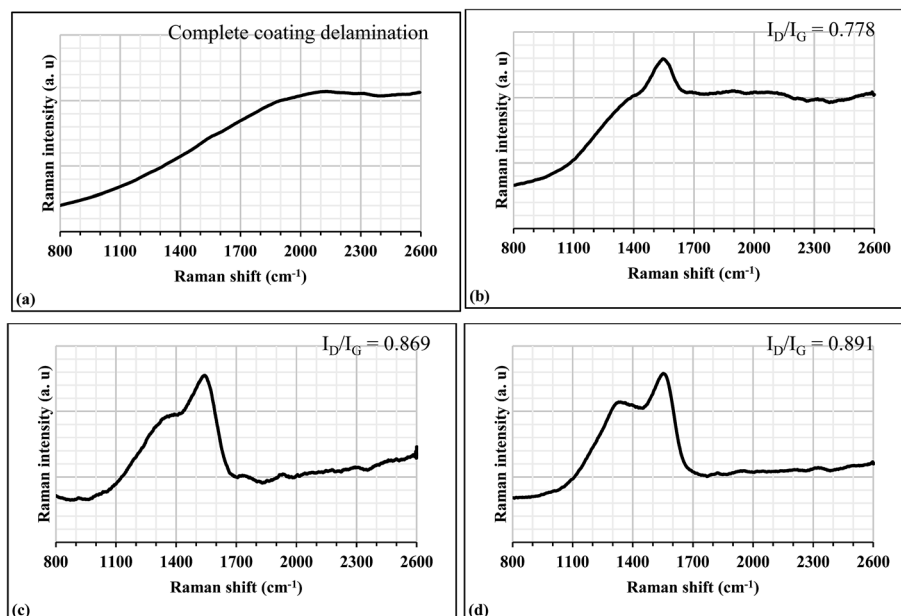 Complete coating delamination
Raman intensity (a. u)
800 1100 1400 1700 2000 2300 2600
Raman shift (cm⁻¹)
(a)
I_D/I_G = 0.778
Raman intensity (a. u)
800 1100 1400 1700 2000 2300 2600
Raman shift (cm⁻¹)
(b)
I_D/I_G = 0.869
Raman intensity (a. u)
800 1100 1400 1700 2000 2300 2600
Raman shift (cm⁻¹)
(c)
I_D/I_G = 0.891
Raman intensity (a. u)
800 1100 1400 1700 2000 2300 2600
Raman shift (cm⁻¹)
(d)